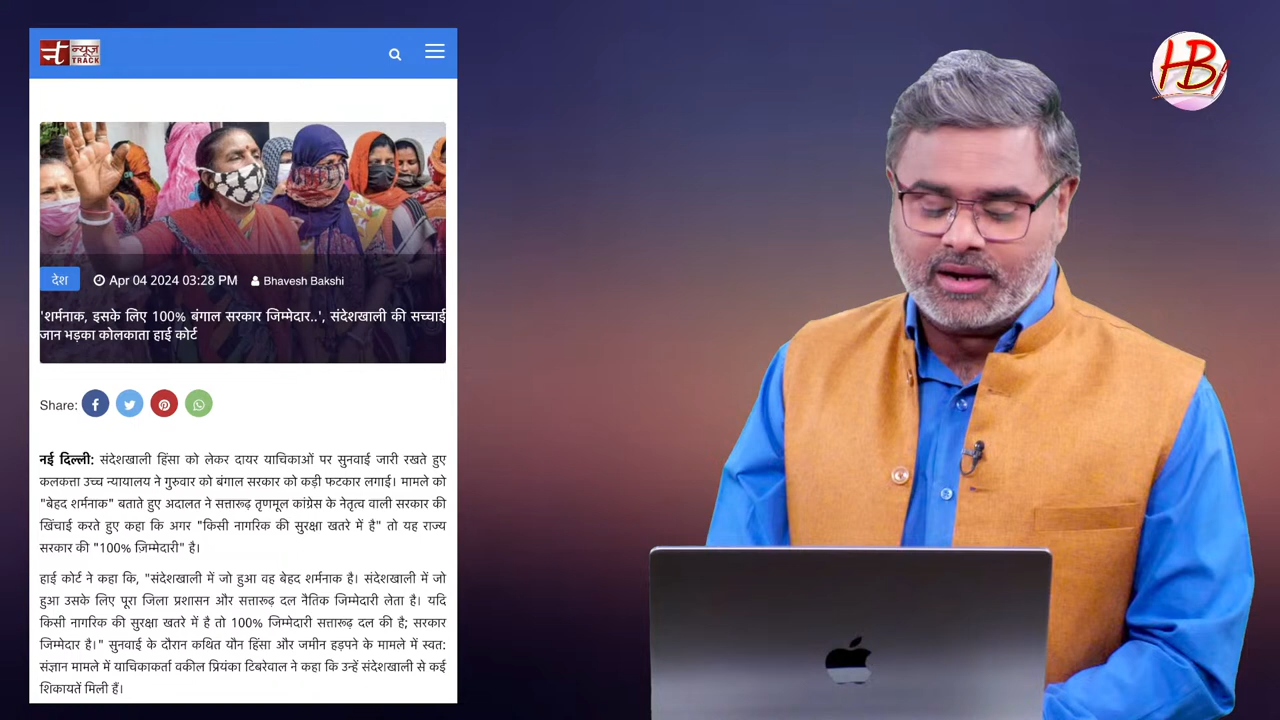 न्यूज़
TRACK
HB
देश
Apr 04 2024 03:28 PM
Bhavesh Bakshi
'शर्मनाक, इसके लिए 100% बंगाल सरकार जिम्मेदार..', संदेशखाली की सच्चाई
जान भड़का कोलकाता हाई कोर्ट
Share:
नई दिल्ली: संदेशखाली हिंसा को लेकर दायर याचिकाओं पर सुनवाई जारी रखते हुए
कलकत्ता उच्च न्यायालय ने गुरुवार को बंगाल सरकार को कड़ी फटकार लगाई। मामले को
"बेहद शर्मनाक" बताते हुए अदालत ने सत्तारूढ़ तृणमूल कांग्रेस के नेतृत्व वाली सरकार की
खिंचाई करते हुए कहा कि अगर "किसी नागरिक की सुरक्षा खतरे में है" तो यह राज्य
सरकार की "100% ज़िम्मेदारी" है।
हाई कोर्ट ने कहा कि, "संदेशखाली में जो हुआ वह बेहद शर्मनाक है। संदेशखाली में जो
हुआ उसके लिए पूरा जिला प्रशासन और सत्तारूढ़ दल नैतिक जिम्मेदारी लेता है। यदि
किसी नागरिक की सुरक्षा खतरे में है तो 100% जिम्मेदारी सत्तारूढ़ दल की है; सरकार
जिम्मेदार है।" सुनवाई के दौरान कथित यौन हिंसा और जमीन हड़पने के मामले में स्वत:
संज्ञान मामले में याचिकाकर्ता वकील प्रियंका टिबरेवाल ने कहा कि उन्हें संदेशखाली से कई
शिकायतें मिली हैं।